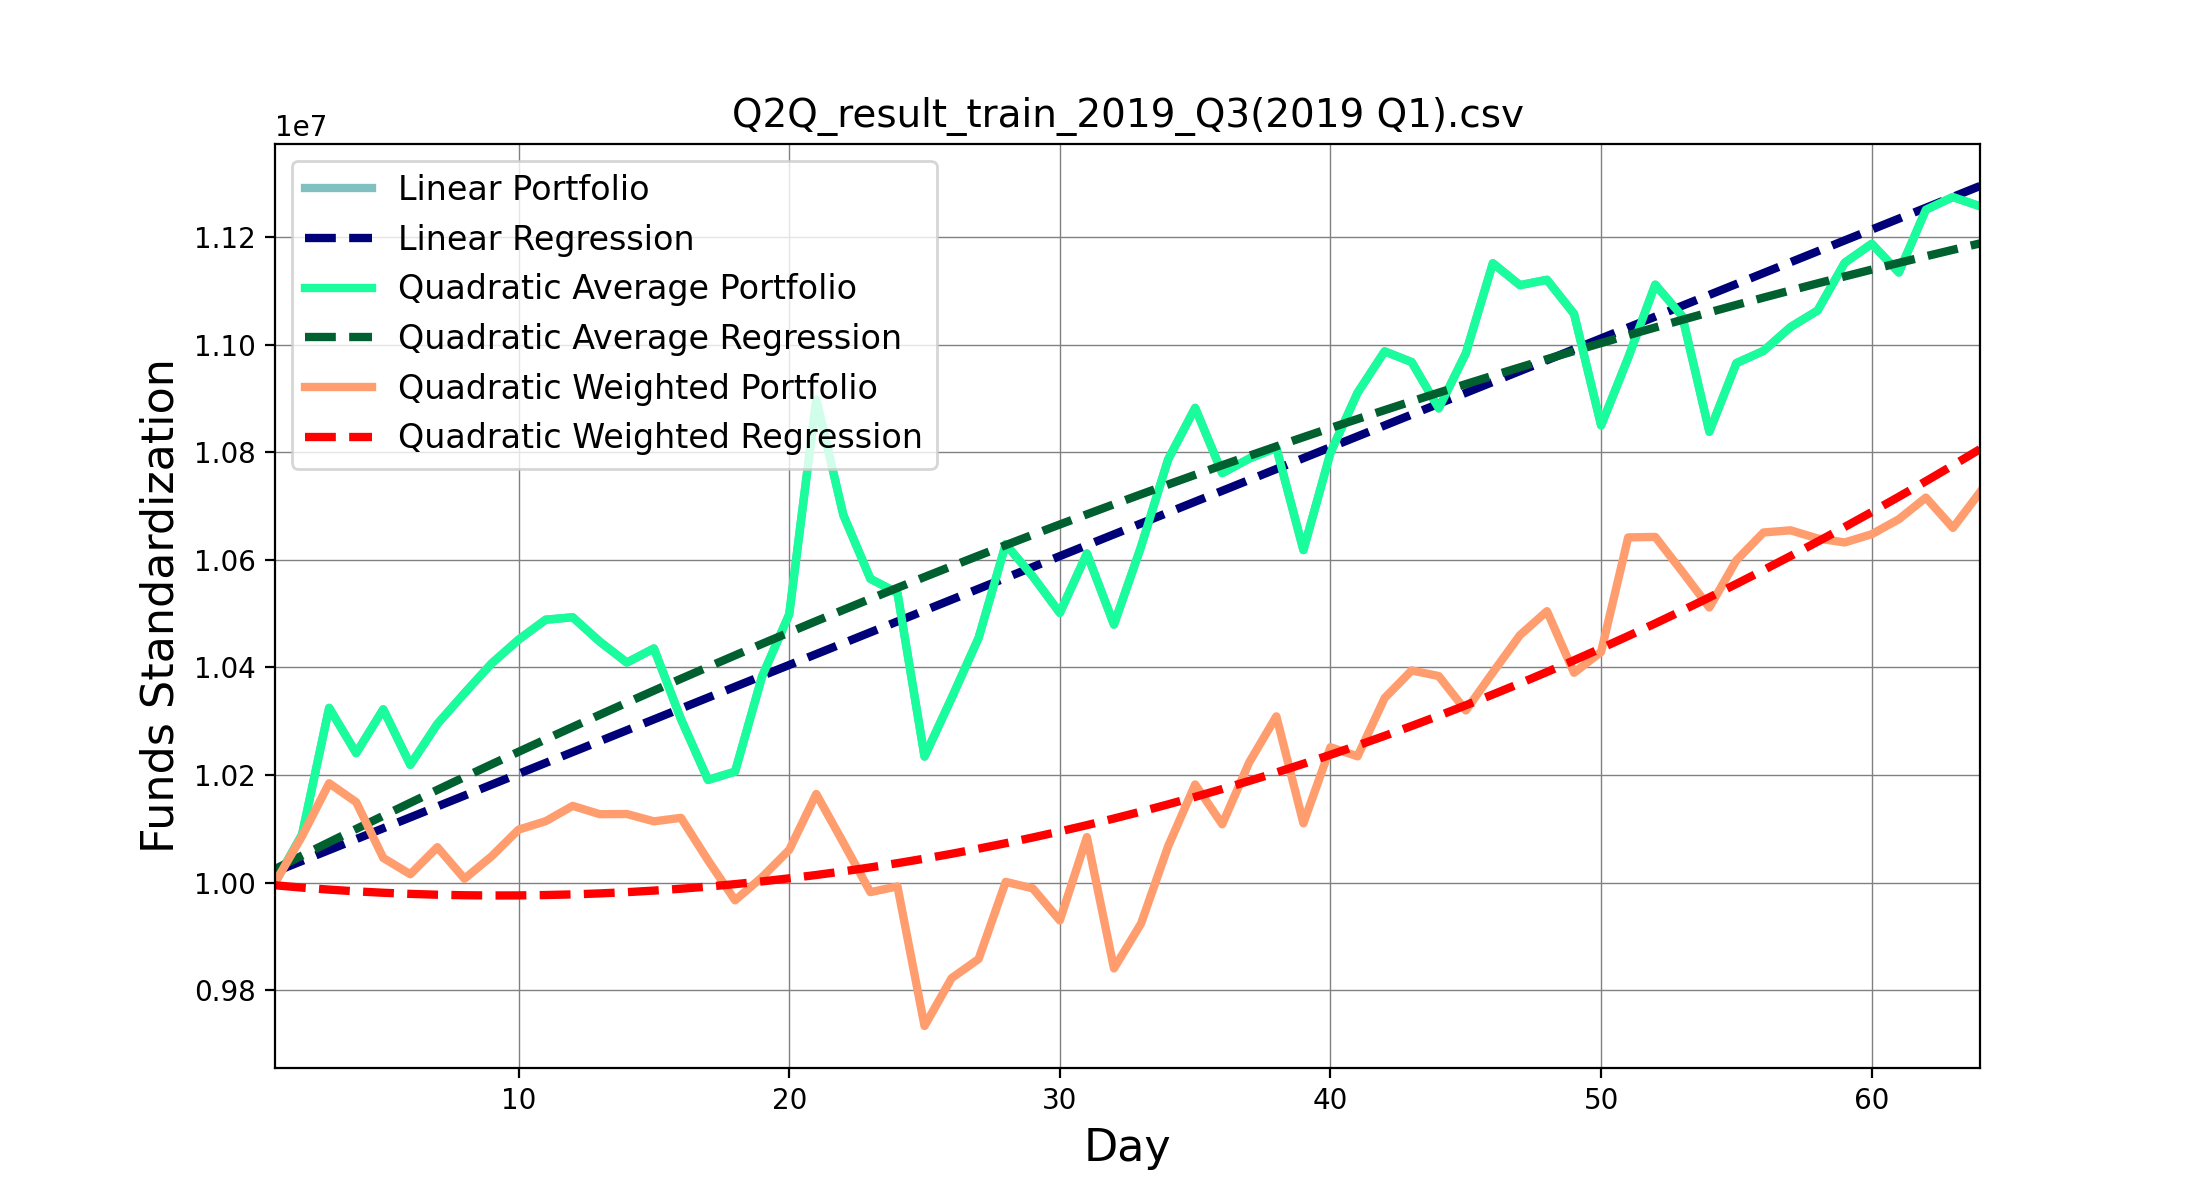 Q2Q_result_train_2019_Q3(2019 Q1).csv
1e7
Linear Portfolio
Linear Regression
Quadratic Average Portfolio
Quadratic Average Regression
Quadratic Weighted Portfolio
Quadratic Weighted Regression
1.12
1.10
1.08
1.06
1.04
1.02
1.00
0.98
Funds Standardization
10 20 30 40 50 60
Day